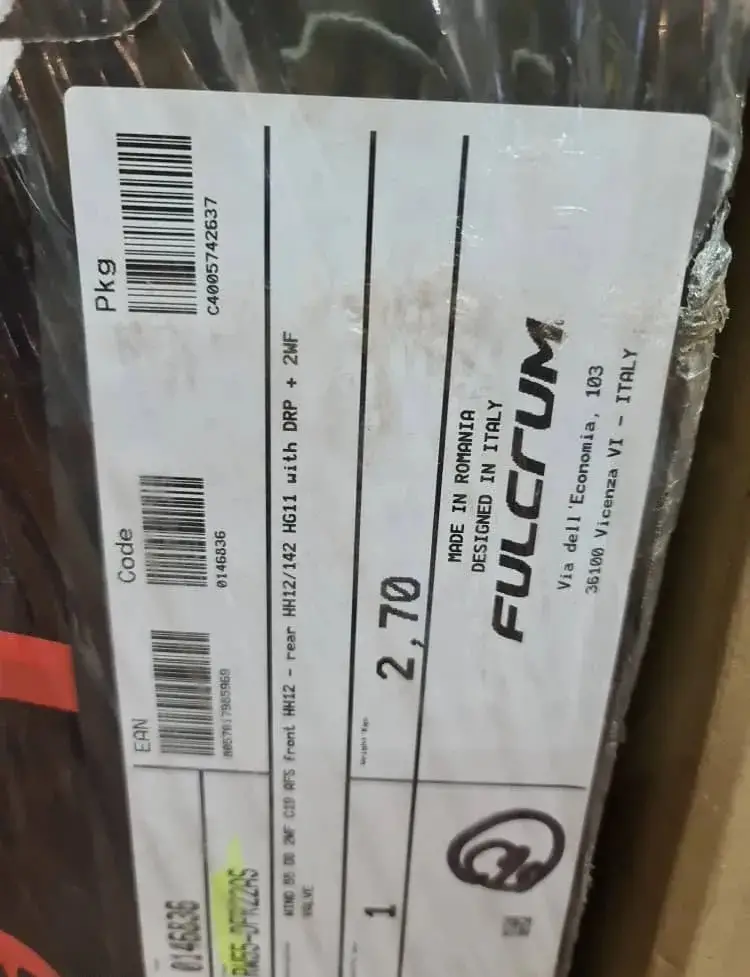 EAN
Code
0146836
Pkg
C4005742637
0146836
WIND 55 DB 2WF C19 AFS front HH12 - rear HH12/142 HG11 with DRP + 2WF
VALVE
1
2,70
MADE IN ROMANIA
DESIGNED IN ITALY
FULCRUM
Via dell'Economia, 103
36100 Vicenza VI - ITALY